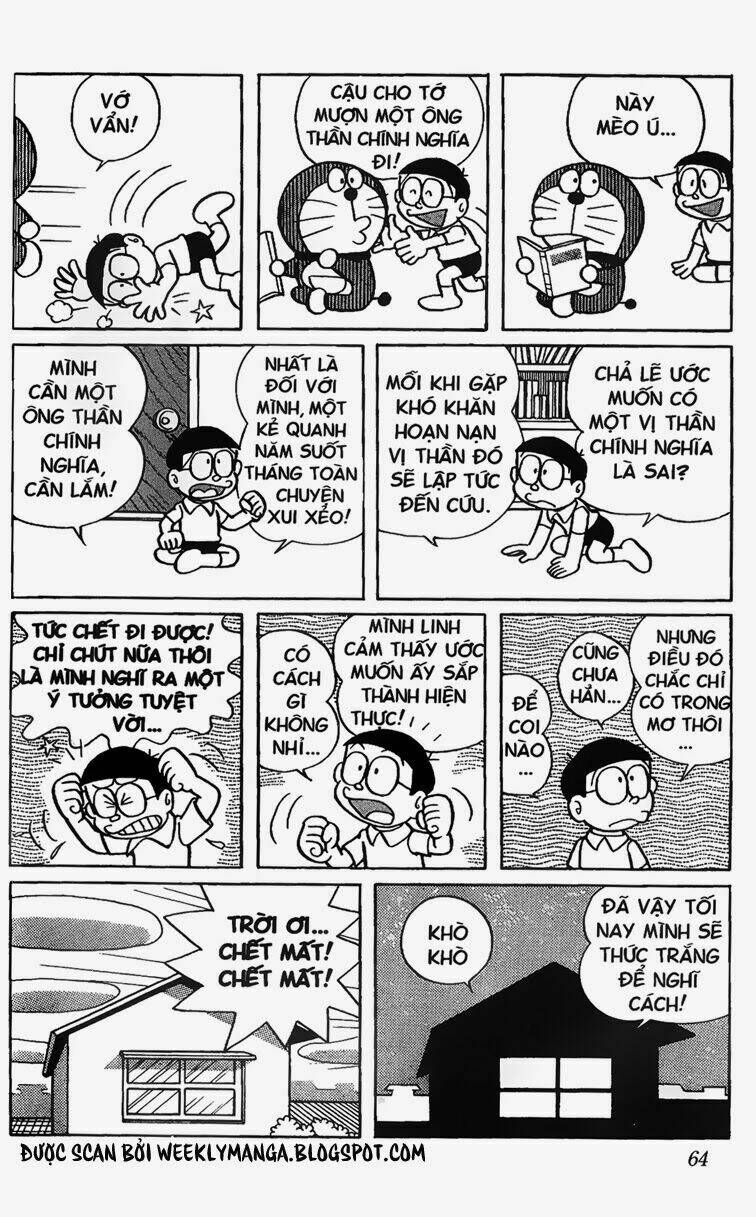 NÀY
MÈO Ú...
CẬU CHO TỚ
MƯỢN MỘT ÔNG
THẦN CHÍNH NGHĨA
ĐI!
VỚ
VẨN!
CHẢ LẼ ƯỚC
MUỐN CÓ
MỘT VỊ THẦN
CHÍNH NGHĨA
LÀ SAI?
MỖI KHI GẶP
KHÓ KHĂN
HOẠN NẠN
VỊ THẦN ĐÓ
SẼ LẬP TỨC
ĐẾN CỨU.
NHẤT LÀ
ĐỐI VỚI
MÌNH, MỘT
KẺ QUANH
NĂM SUỐT
THÁNG TOÀN
CHUYỆN
XUI XẺO!
MÌNH
CẦN MỘT
ÔNG THẦN
CHÍNH
NGHĨA,
CẦN LẮM!
NHƯNG
ĐIỀU ĐÓ
CHẮC CHỈ
CÓ TRONG
MƠ THÔI
...
CŨNG
CHƯA
HẲN...
ĐỂ
COI
NÀO
...
MÌNH LINH
CẢM THẤY ƯỚC
MUỐN ẤY SẮP
THÀNH HIỆN
THỰC!
CÓ
CÁCH
GÌ
KHÔNG
NHỈ...
TỨC CHẾT ĐI ĐƯỢC!
CHỈ CHÚT NỮA THÔI
LÀ MÌNH NGHĨ RA MỘT
Ý TƯỞNG TUYỆT
VỜI...
ĐÃ VẬY TỐI
NAY MÌNH SẼ
THỨC TRẮNG
ĐỂ NGHĨ
CÁCH!
KHÒ
KHÒ
TRỜI ƠI...
CHẾT MẤT!
CHẾT MẤT!
ĐƯỢC SCAN BỞI WEEKLYMANGA.BLOGSPOT.COM
64